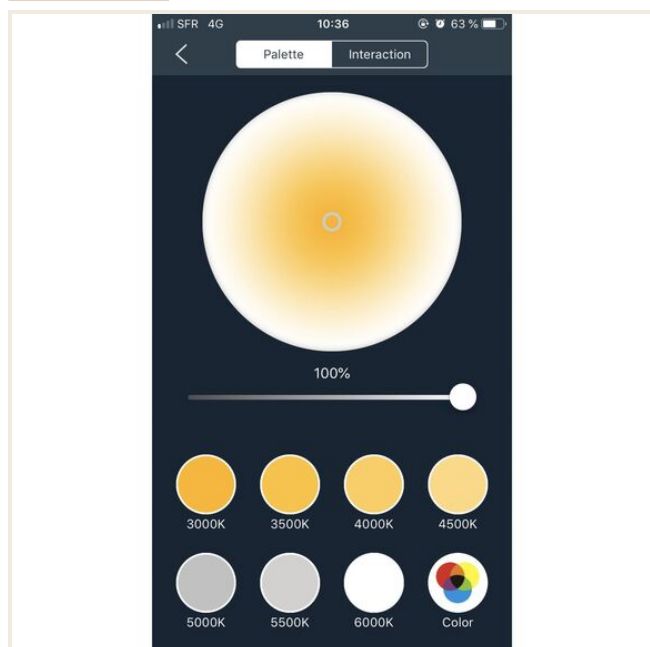 SFR 4G 10:36 63 %
Palette Interaction
100%
3000K 3500K 4000K 4500K
5000K 5500K 6000K Color